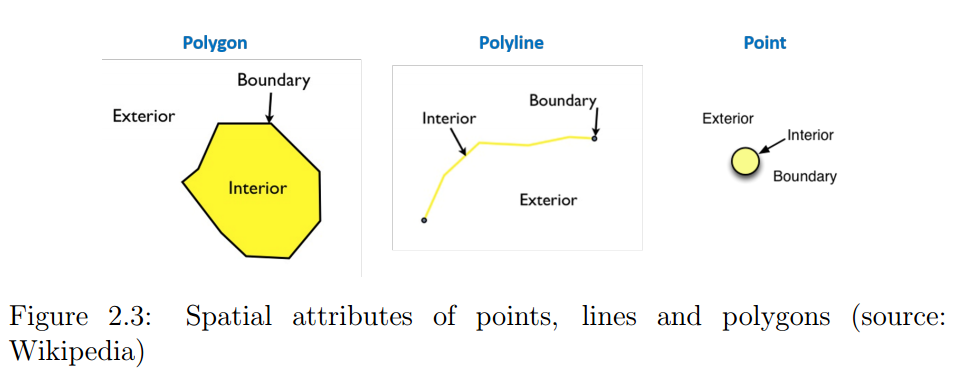 Polygon
Polyline
Point
Boundary
Exterior
Interior
Boundary
Interior
Exterior
Exterior
Interior
Boundary
Figure 2.3: Spatial attributes of points, lines and polygons (source:
Wikipedia)